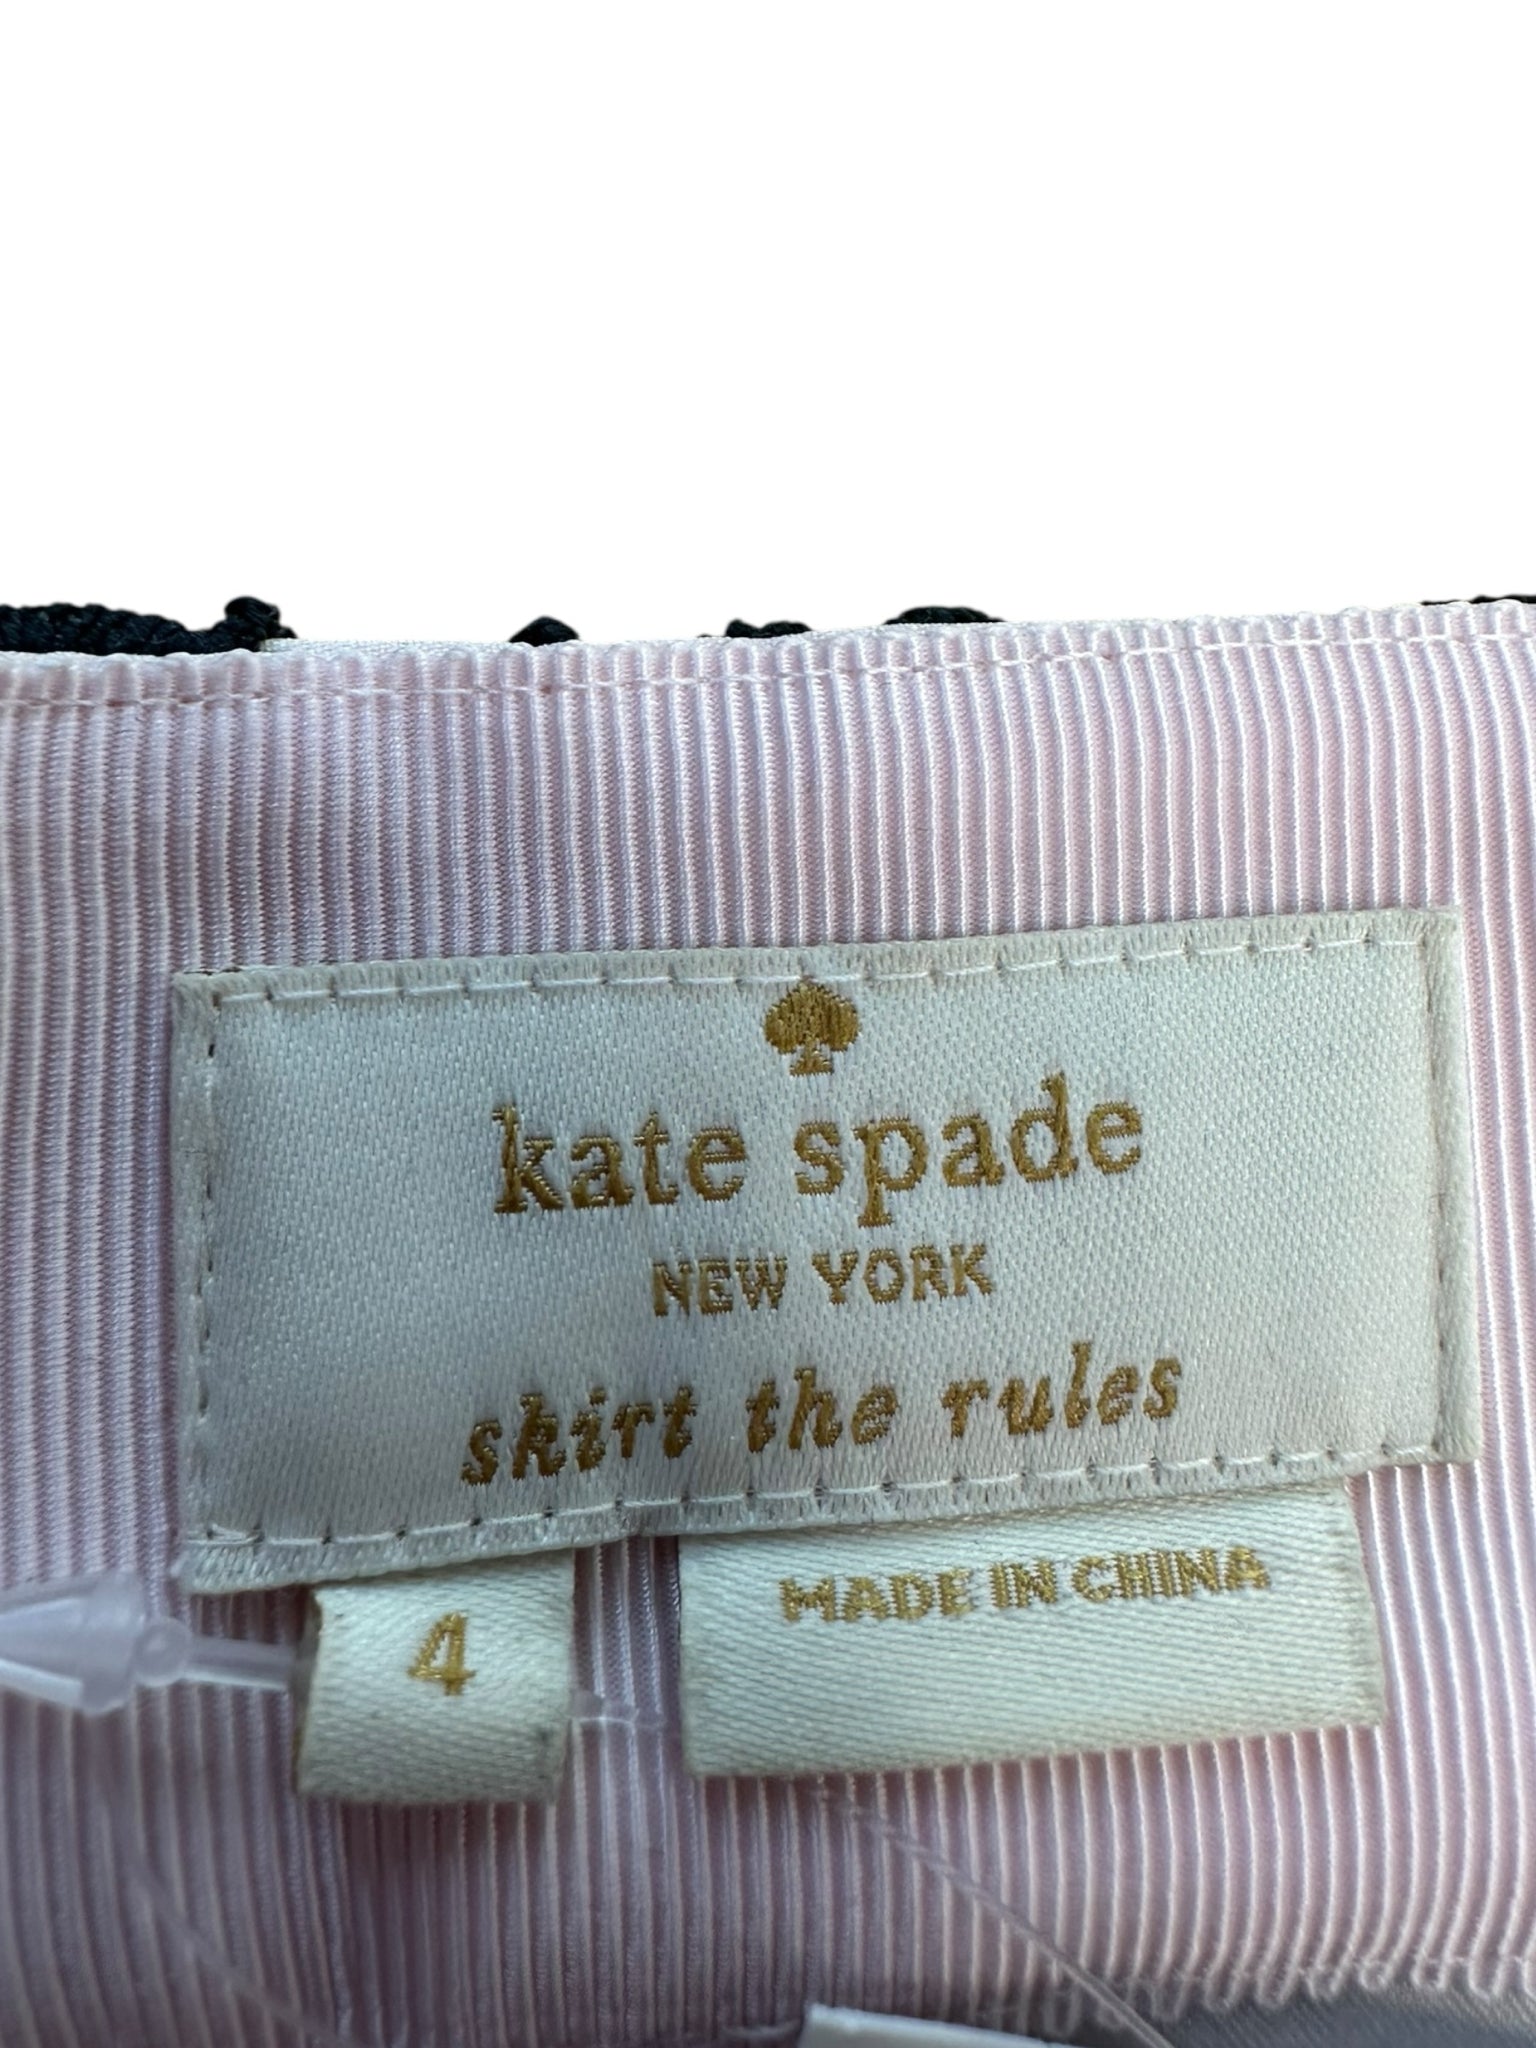 kate spade
NEW YORK
skirt the rules
4
MADE IN CHINA